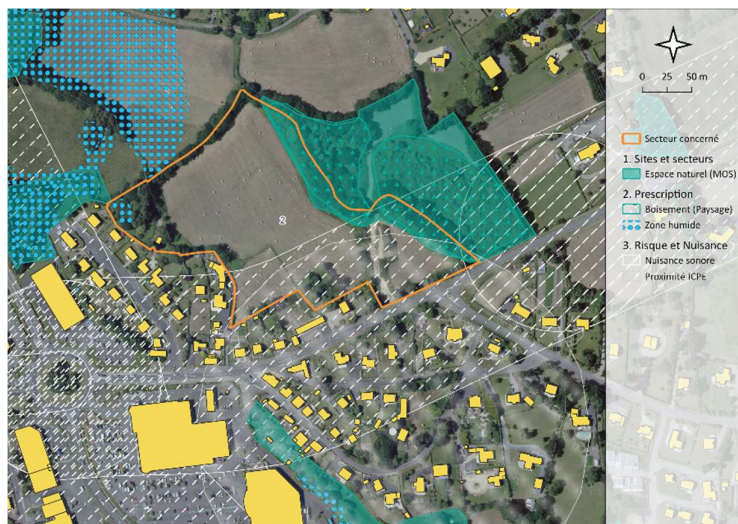 2
0 25 50 m
Secteur concerné
1. Sites et secteurs
Espace naturel (MOS)
2. Prescription
Boisement (Paysage)
Zone humide
3. Risque et Nuisance
Nuisance sonore
Proximité ICPE